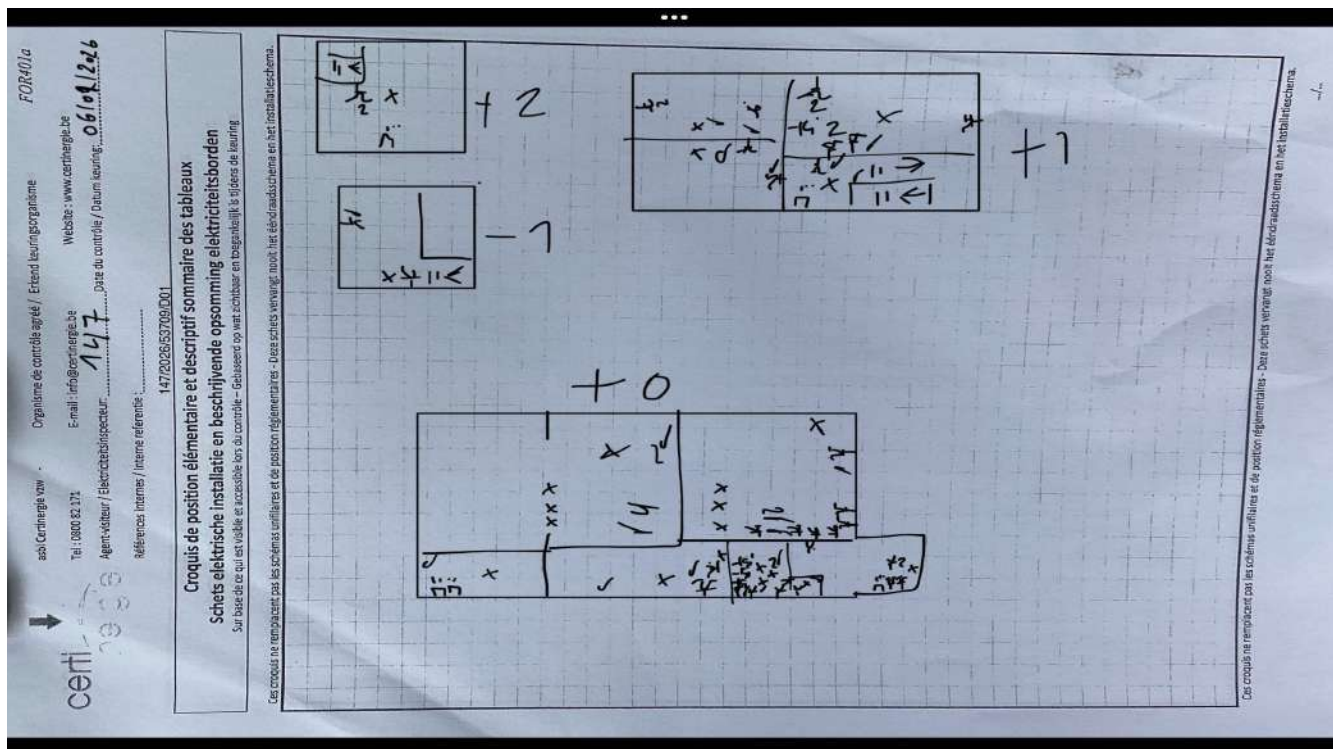 FOR401a
certi
asbl Certinergie vzw - Organisme de contrôle agréé / Erkend keuringsorganisme
Tel : 0800 82 171 E-mail : info@certinergie.be Website : www.certinergie.be
Agent-visiteur / Elektriciteitsinspecteur: 147 Date du contrôle / Datum keuring:
Références internes / Interne referentie :
147/2026/53709/D01
Croquis de position élémentaire et descriptif sommaire des tableaux
Schets elektrische installatie en beschrijvende opsomming elektriciteitsborden
Sur base de ce qui est visible et accessible lors du contrôle – Gebaseerd op wat zichtbaar en toegankelijk is tijdens de keuring
Ces croquis ne remplacent pas les schémas unifilaires et de position réglementaires - Deze schets vervangt nooit het ééndraadsschema en het installatieschema.
+ 2
- 1
+ 0
14
+ 1
Ces croquis ne remplacent pas les schémas unifilaires et de position réglementaires - Deze schets vervangt nooit het ééndraadsschema en het installatieschema.